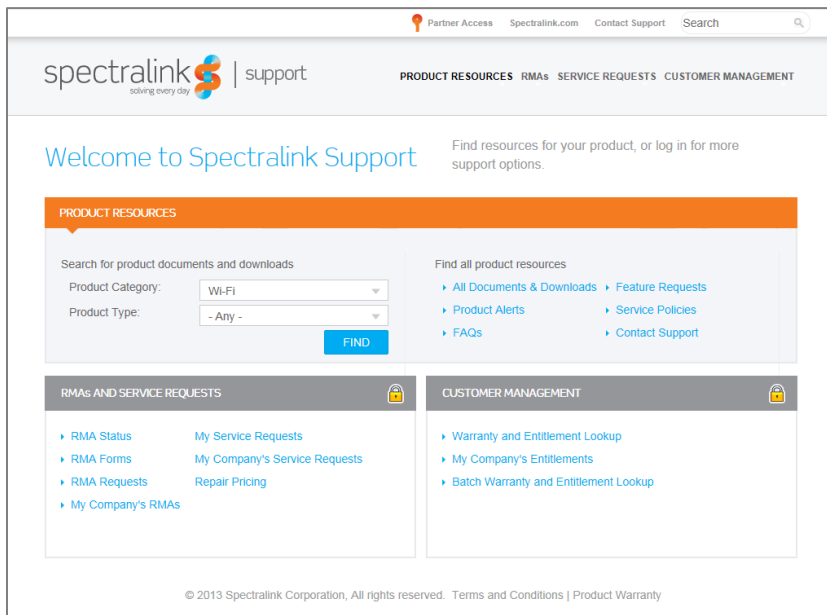 Partner Access Spectralink.com Contact Support Search
spectralink | support
solving every day
PRODUCT RESOURCES RMAs SERVICE REQUESTS CUSTOMER MANAGEMENT
Welcome to Spectralink Support
Find resources for your product, or log in for more
support options.
PRODUCT RESOURCES
Search for product documents and downloads
Product Category: Wi-Fi
Product Type: - Any -
FIND
Find all product resources
All Documents & Downloads Feature Requests
Product Alerts Service Policies
FAQs Contact Support
RMAs AND SERVICE REQUESTS
RMA Status My Service Requests
RMA Forms My Company's Service Requests
RMA Requests Repair Pricing
My Company's RMAs
CUSTOMER MANAGEMENT
Warranty and Entitlement Lookup
My Company's Entitlements
Batch Warranty and Entitlement Lookup
© 2013 Spectralink Corporation, All rights reserved. Terms and Conditions | Product Warranty